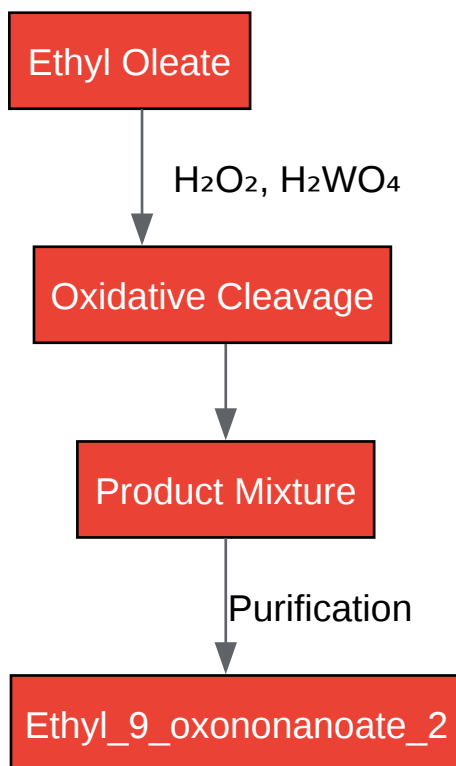 Ethyl Oleate
H₂O₂, H₂WO₄
Oxidative Cleavage
Product Mixture
Purification
Ethyl_9_oxononanoate_2